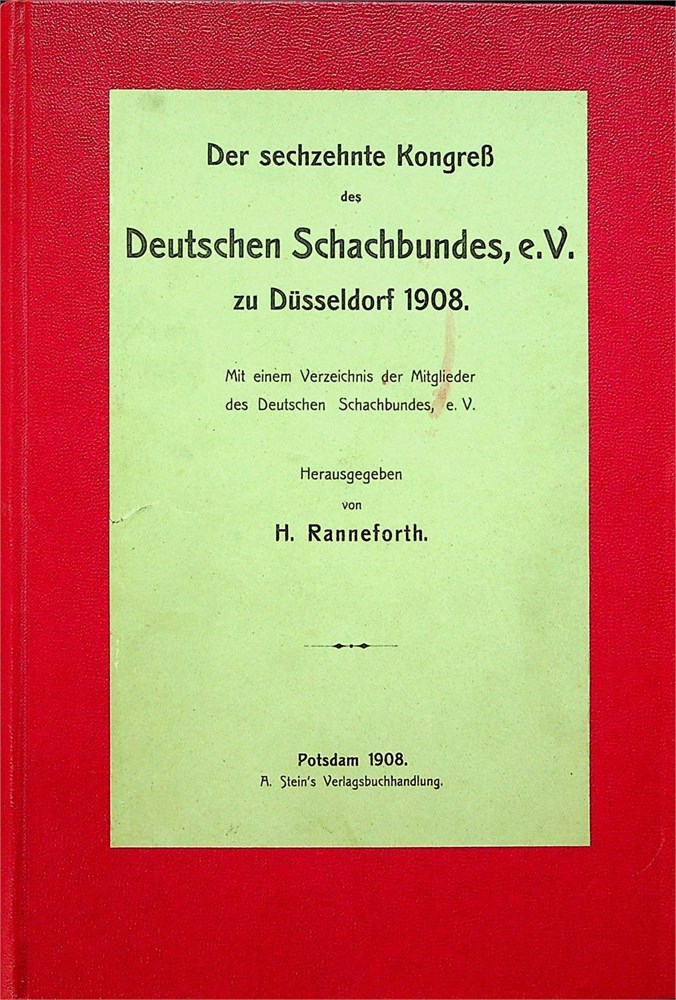 Der sechzehnte Kongreß
des
Deutschen Schachbundes, e.V.
zu Düsseldorf 1908.
Mit einem Verzeichnis der Mitglieder
des Deutschen Schachbundes, e. V.
Herausgegeben
von
H. Ranneforth.
Potsdam 1908.
A. Stein's Verlagsbuchhandlung.